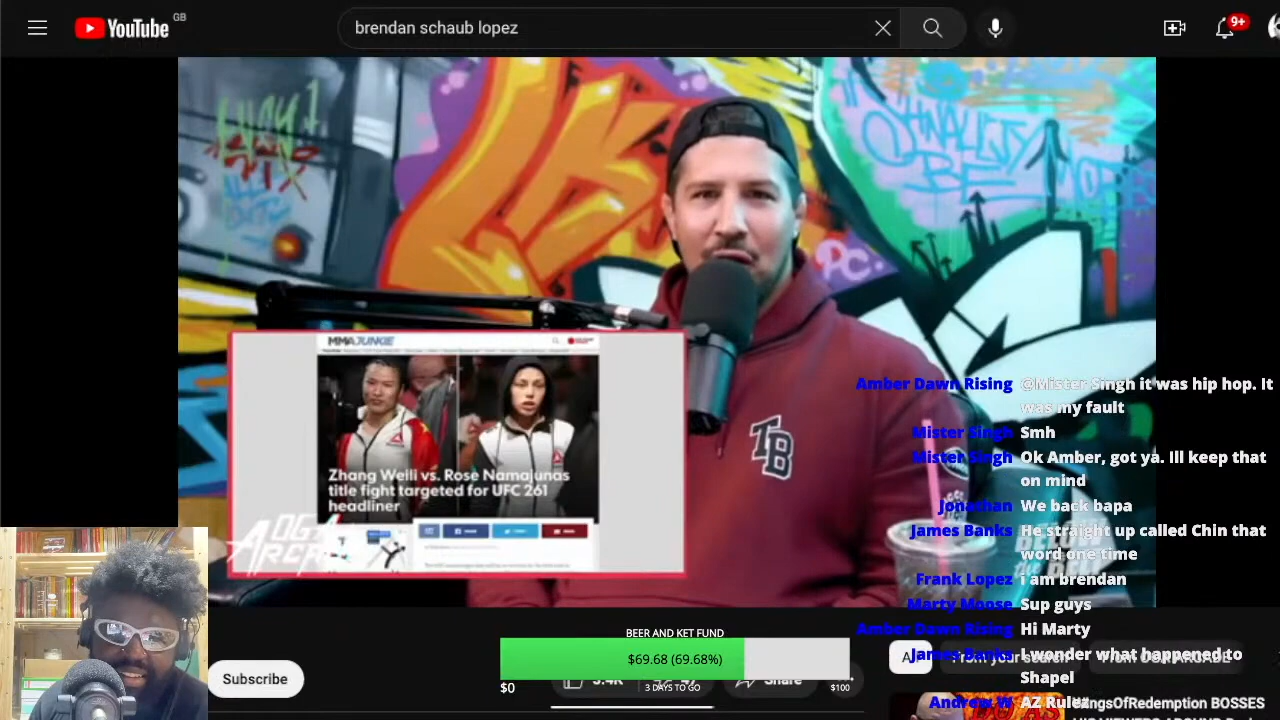 YouTube GB
brendan schaub lopez
9+
PC
MMAJUNKIE
Zhang Weili vs. Rose Namajunas
title fight targeted for UFC 261
headliner
TB
Amber Dawn Rising @Mister Singh it was hip hop. It
was my fault
Mister Singh Smh
Mister Singh Ok Amber, got ya. Ill keep that
on mind
Jonathan We back bapa
James Banks He straight up called Chin that
word one time
Frank Lopez i am brendan
Marty Moose Sup guys
Amber Dawn Rising Hi Marty
James Banks I wonder what happened to
Shapel
Andrew W AZ Rulez
BEER AND KET FUND
$69.68 (69.68%)
$0
3 DAYS TO GO
$100
Subscribe
Share
KingsOfRedemption BOSSES